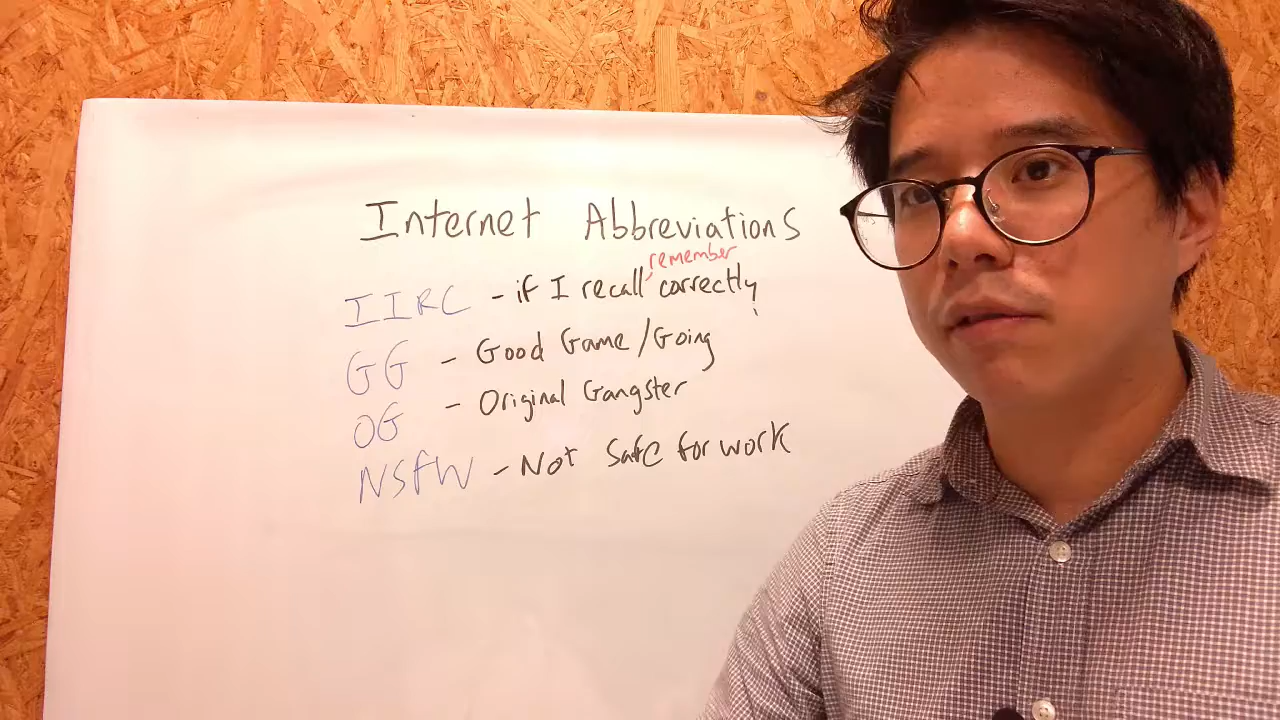 Internet Abbreviations
remember
IIRC - if I recall correctly
GG - Good Game/Going
OG - Original Gangster
NSFW - Not Safe for work